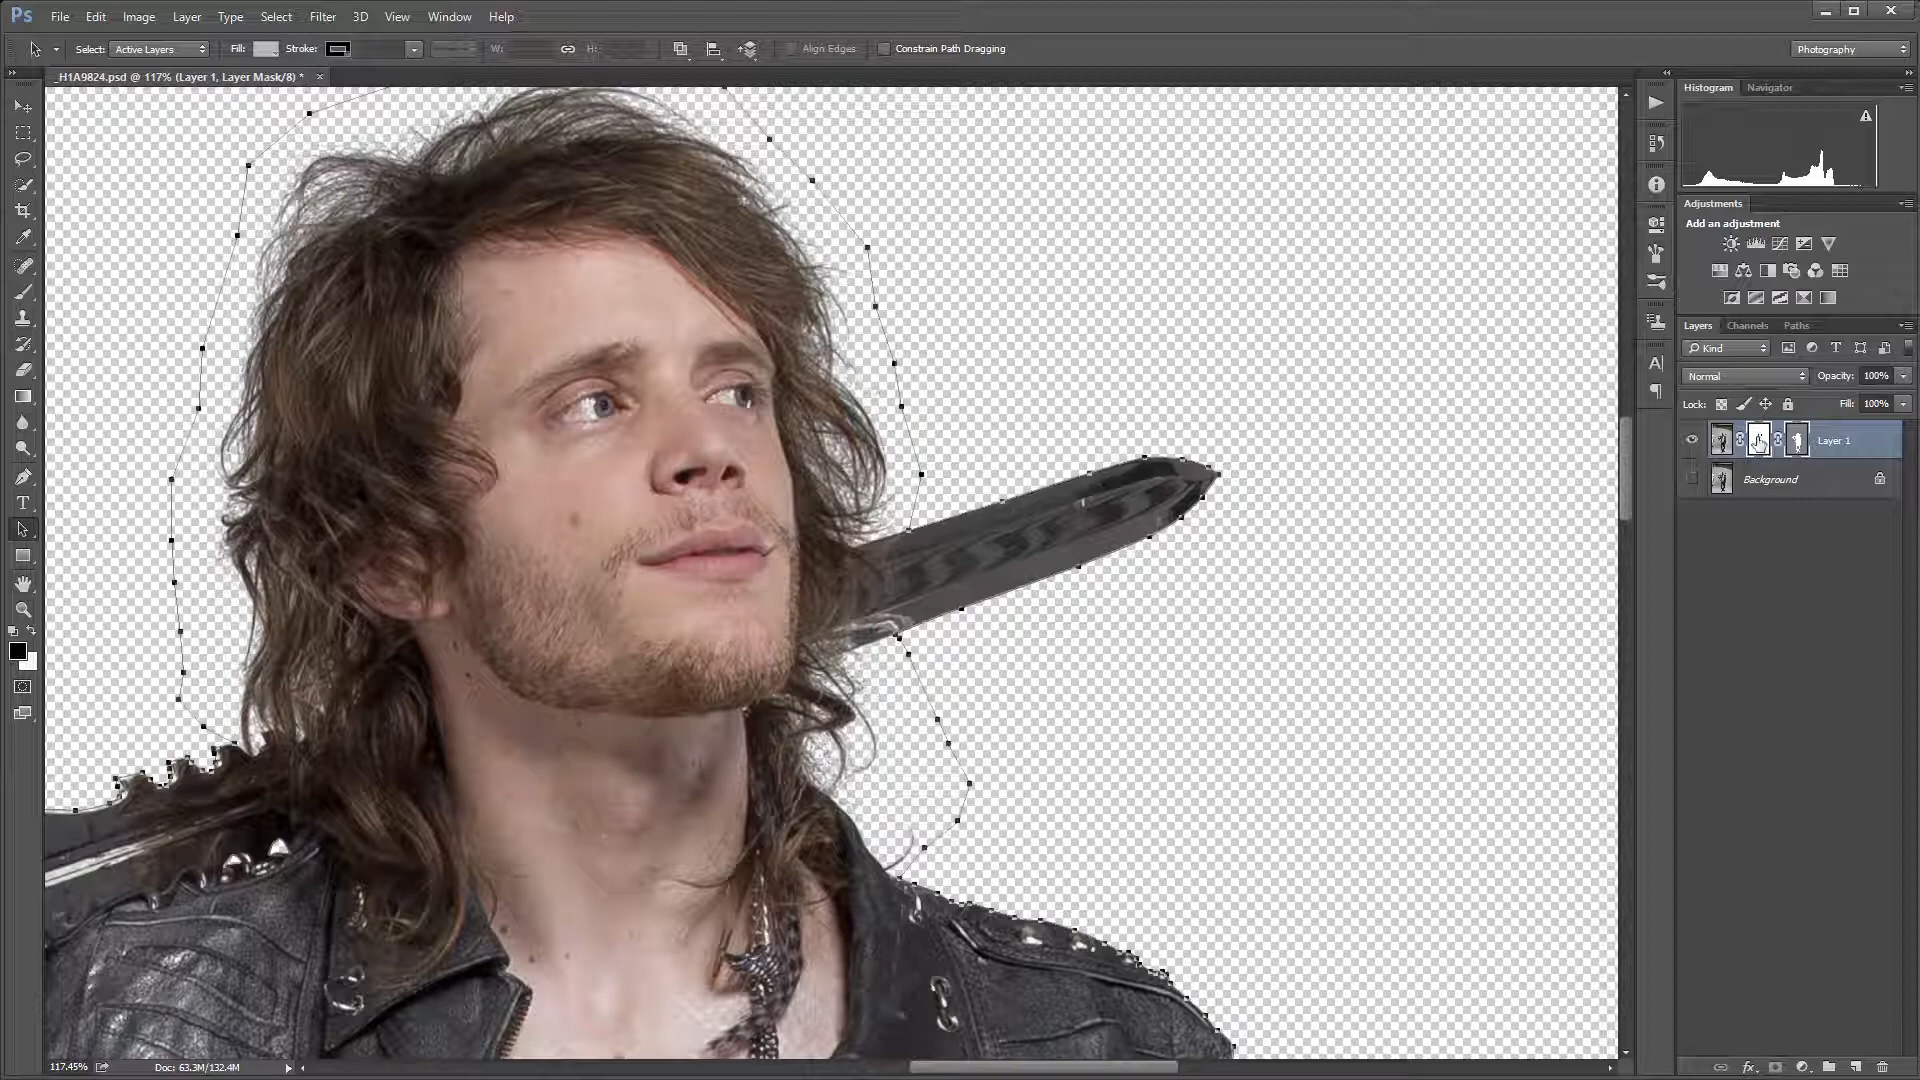 Ps File Edit Image Layer Type Select Filter 3D View Window Help
Select: Active Layers Fill: Stroke: W: H: Align Edges Constrain Path Dragging Photography
_H1A9824.psd @ 117% (Layer 1, Layer Mask/8) * ×
Histogram Navigator
Adjustments
Add an adjustment
Layers Channels Paths
Kind T
Normal Opacity: 100%
Lock: Fill: 100%
Layer 1
Background
T
A
117.45% Doc: 63.3M/132.4M
fx